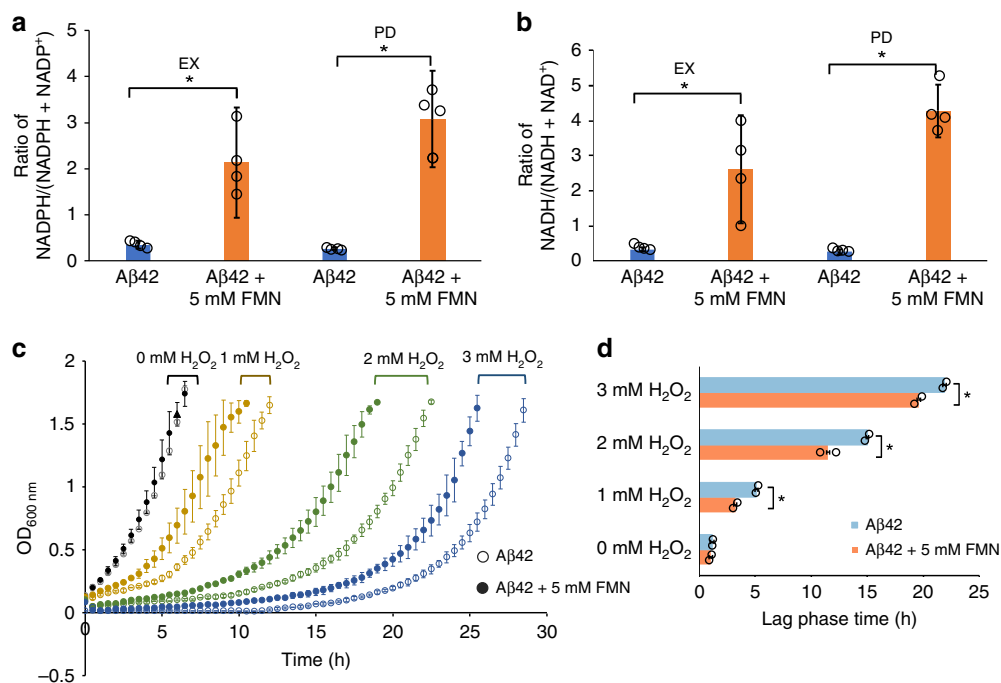 a
Ratio of
NADPH/(NADPH + NADP⁺)
5
4
3
2
1
0
EX
*
PD
*
Aβ42
Aβ42 +
5 mM FMN
Aβ42
Aβ42 +
5 mM FMN
b
Ratio of
NADH/(NADH + NAD⁺)
6
5
4
3
2
1
0
EX
*
PD
*
Aβ42
Aβ42 +
5 mM FMN
Aβ42
Aβ42 +
5 mM FMN
c
0 mM H₂O₂
1 mM H₂O₂
2 mM H₂O₂
3 mM H₂O₂
OD₆₀₀ ₙₘ
2
1.5
1
0.5
0
−0.5
Aβ42
Aβ42 + 5 mM FMN
0
5
10
15
20
25
30
Time (h)
d
3 mM H₂O₂
*
2 mM H₂O₂
*
1 mM H₂O₂
*
0 mM H₂O₂
Aβ42
Aβ42 + 5 mM FMN
0
5
10
15
20
25
Lag phase time (h)